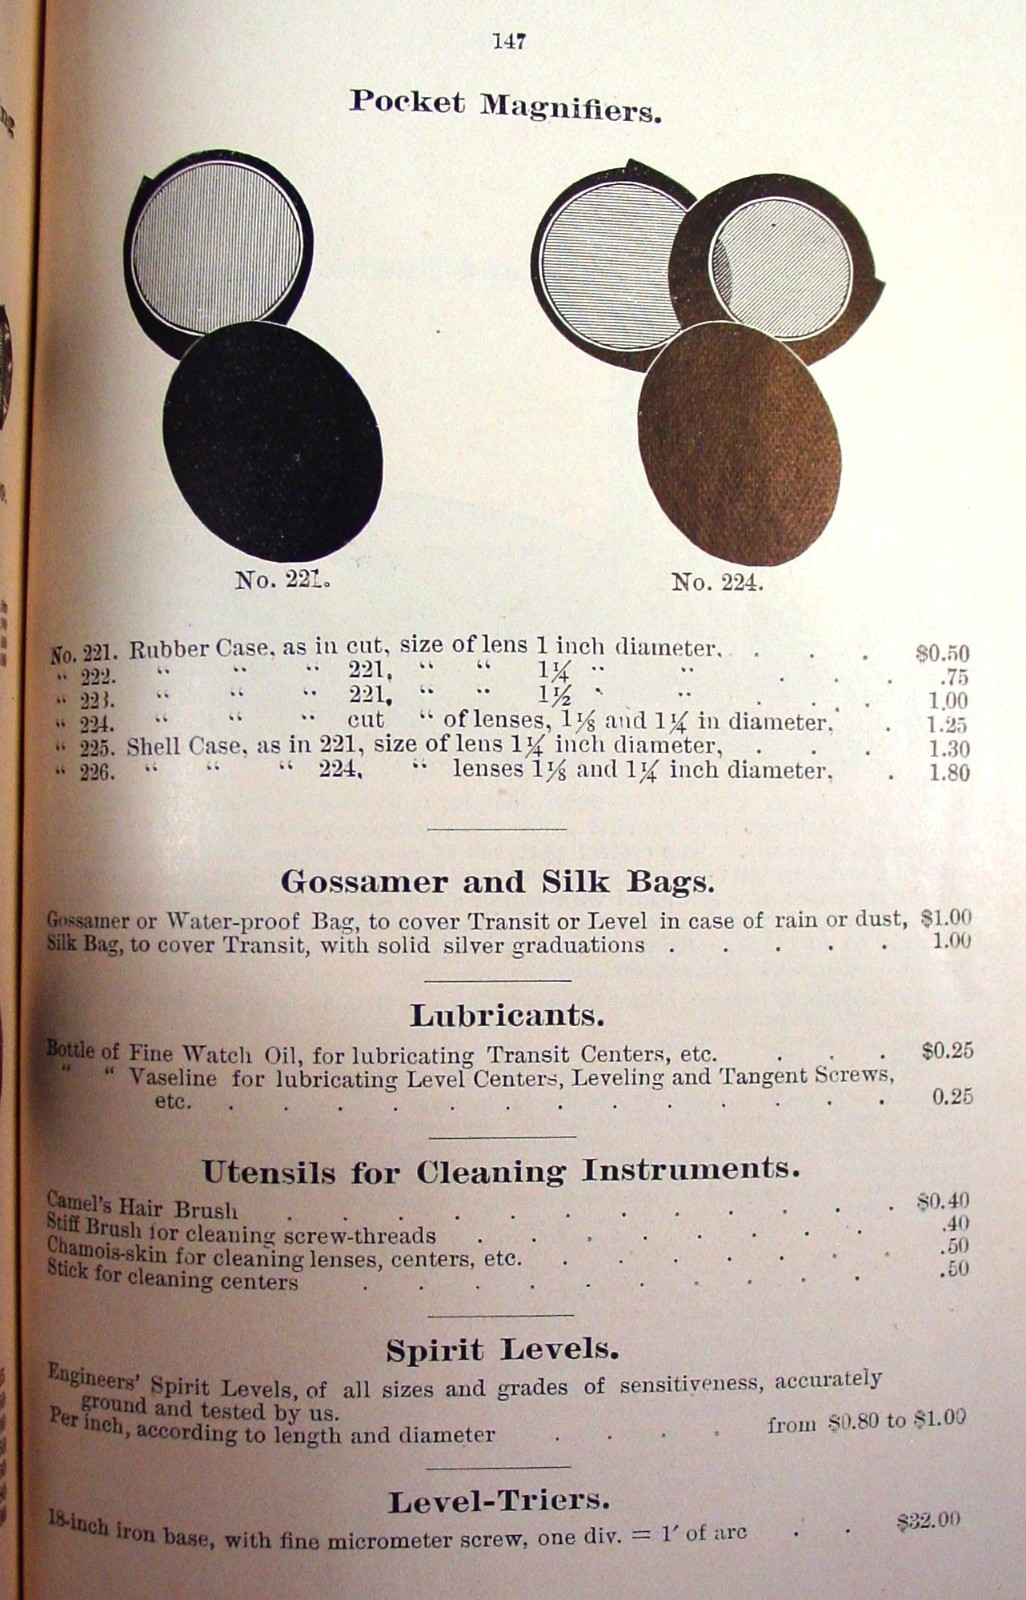 147
Pocket Magnifiers.
No. 221.
No. 224.
No. 221. Rubber Case, as in cut, size of lens 1 inch diameter, . . . $0.50
“ 222. “ “ “ 221, “ “ 1¼ “ “ . . . .75
“ 223. “ “ “ 221, “ “ 1½ “ “ . . . 1.00
“ 224. “ “ “ cut “ of lenses, 1⅛ and 1¼ in diameter, . 1.25
“ 225. Shell Case, as in 221, size of lens 1¼ inch diameter, . . . 1.30
“ 226. “ “ “ 224, “ lenses 1⅛ and 1¼ inch diameter, . 1.80
Gossamer and Silk Bags.
Gossamer or Water-proof Bag, to cover Transit or Level in case of rain or dust, $1.00
Silk Bag, to cover Transit, with solid silver graduations . . . . . 1.00
Lubricants.
Bottle of Fine Watch Oil, for lubricating Transit Centers, etc. . . . $0.25
“ “ Vaseline for lubricating Level Centers, Leveling and Tangent Screws,
etc. . . . . . . . . . . . . . 0.25
Utensils for Cleaning Instruments.
Camel's Hair Brush . . . . . . . . . . . . $0.40
Stiff Brush for cleaning screw-threads . . . . . . . . .40
Chamois-skin for cleaning lenses, centers, etc. . . . . . . . .50
Stick for cleaning centers . . . . . . . . . . .50
Spirit Levels.
Engineers' Spirit Levels, of all sizes and grades of sensitiveness, accurately
ground and tested by us.
Per inch, according to length and diameter . . . . from $0.80 to $1.00
Level-Triers.
18-inch iron base, with fine micrometer screw, one div. = 1′ of arc . . $32.00